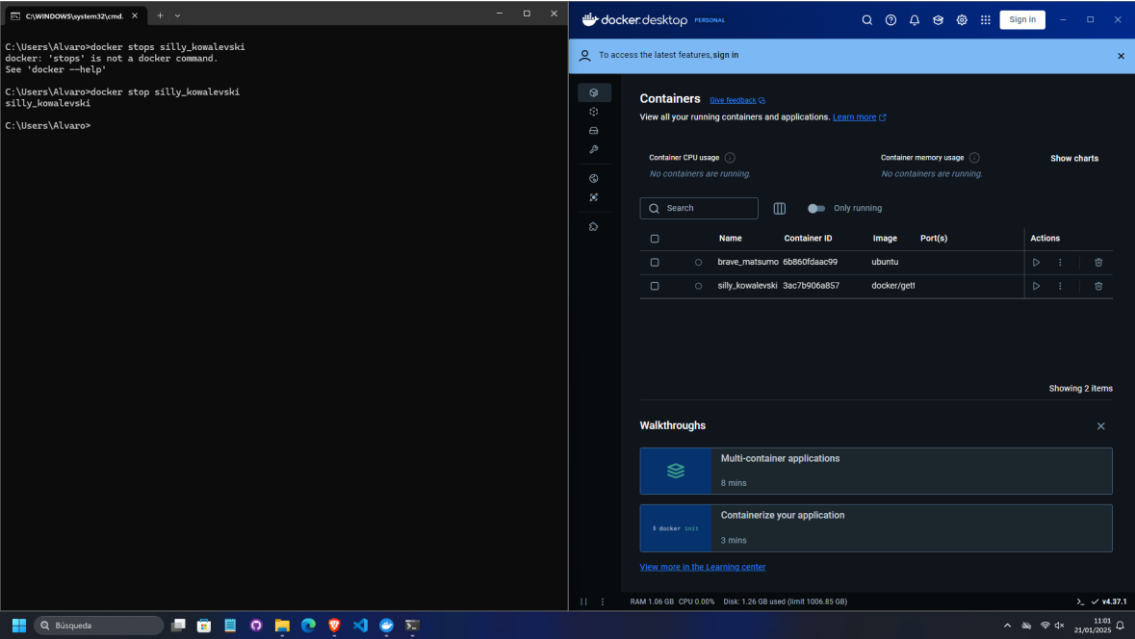 C:\WINDOWS\system32\cmd.
C:\Users\Alvaro>docker stops silly_kowalevski
docker: 'stops' is not a docker command.
See 'docker --help'
C:\Users\Alvaro>docker stop silly_kowalevski
silly_kowalevski
C:\Users\Alvaro>
docker.desktop PERSONAL
Sign in
To access the latest features, sign in
Containers Give feedback
View all your running containers and applications. Learn more
Container CPU usage
No containers are running.
Container memory usage
No containers are running.
Show charts
Search
Only running
Name Container ID Image Port(s) Actions
brave_matsumo 6b860fdaac99 ubuntu
silly_kowalevski 3ac7b906a857 docker/gett
Showing 2 items
Walkthroughs
Multi-container applications
8 mins
$ docker init
Containerize your application
3 mins
View more in the Learning center
RAM 1.06 GB CPU 0.00% Disk: 1.26 GB used (limit 1006.85 GB)
v4.37.1
Búsqueda
11:01
21/01/2025